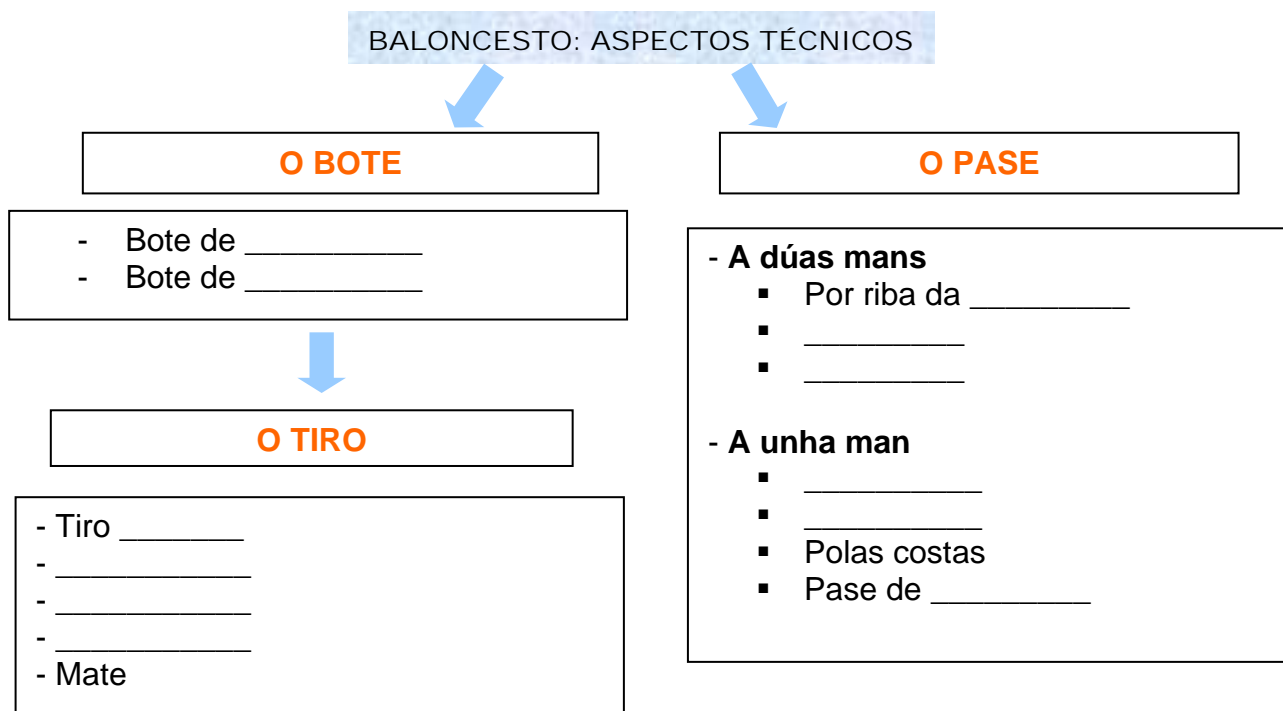 BALONCESTO: ASPECTOS TÉCNICOS
O BOTE
- Bote de __________
- Bote de __________
O TIRO
- Tiro _______
- ___________
- ___________
- ___________
- Mate
O PASE
- A dúas mans
▪ Por riba da _________
▪ _________
▪ _________
- A unha man
▪ __________
▪ __________
▪ Polas costas
▪ Pase de _________